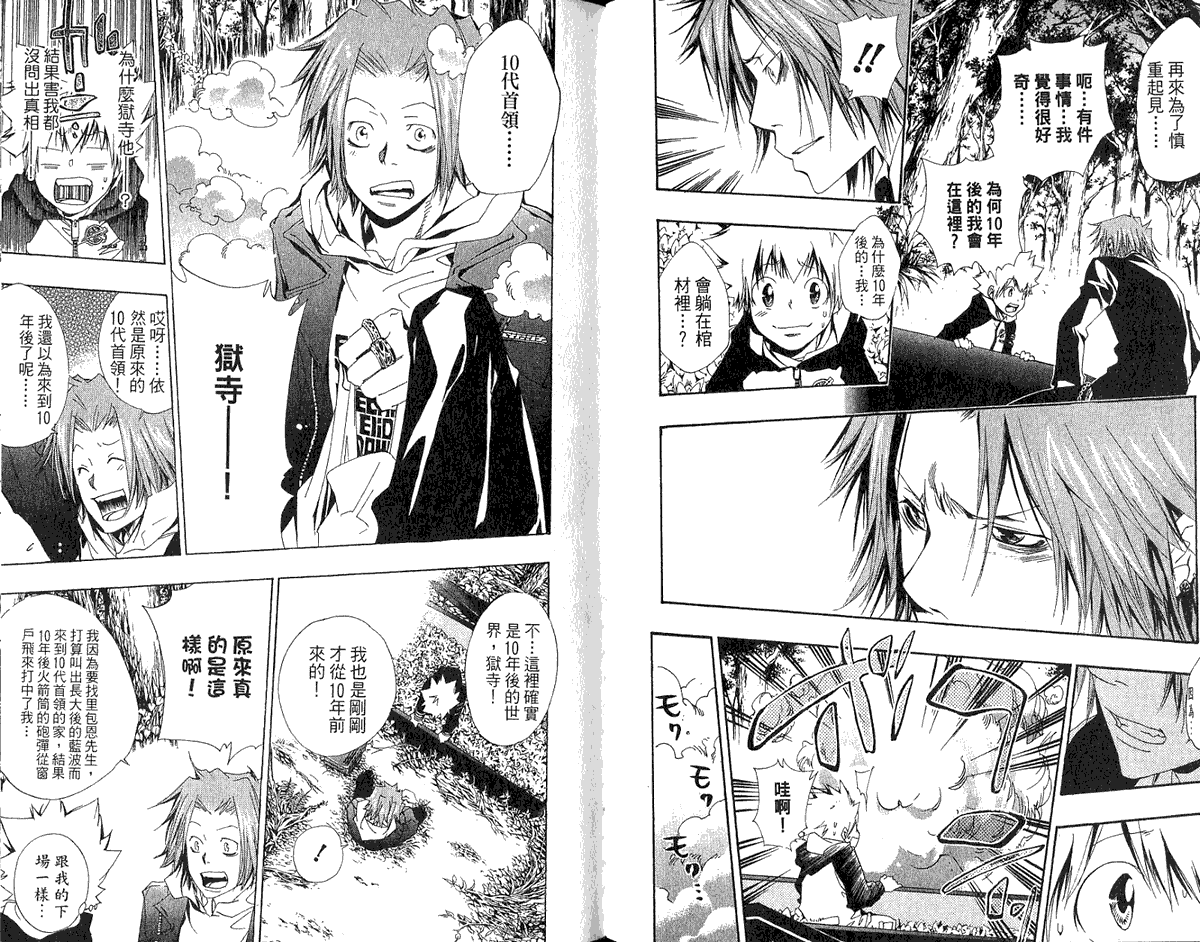 再來為了慎
重起見……
呃…有件
事情…我
覺得很好
奇……
為何10年
後的我會
在這裡?
!!
為什麼10年
後的…我…
會躺在棺
材裡…?
哇啊!
モワ
モワ
モワ
10代首領……
獄寺──!
為什麼獄寺他
結果害我都
沒問出真相
!?
哎呀……依
然是原來的
10代首領!
我還以為來到10
年後了呢……
不…這裡確實
是10年後的世
界,獄寺!
我也是剛剛
才從10年前
來的!
!
原來真
的是這
樣啊!
我因為要找里包恩先生,
打算叫出長大後的藍波而
來到10代首領的家,結果
10年後火箭筒的砲彈從窗
戶飛來打中了我…
跟我的下
場一樣…